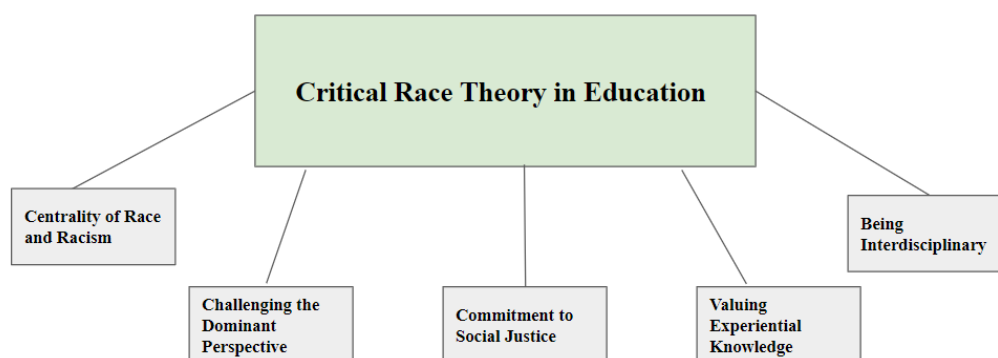 Critical Race Theory in Education
Centrality of Race
and Racism
Being
Interdisciplinary
Challenging the
Dominant
Perspective
Commitment to
Social Justice
Valuing
Experiential
Knowledge